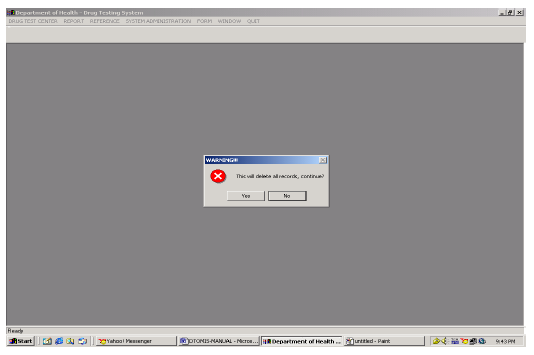 Department of Health - Drug Testing System
DRUG TEST CENTER REPORT REFERENCE SYSTEM ADMINISTRATION FORM WINDOW QUIT
WARNING!!!
This will delete all records, continue?
Yes No
Ready
Start Yahoo! Messenger DTOMIS-MANUAL - Micros... Department of Health ... untitled - Paint 9:43 PM